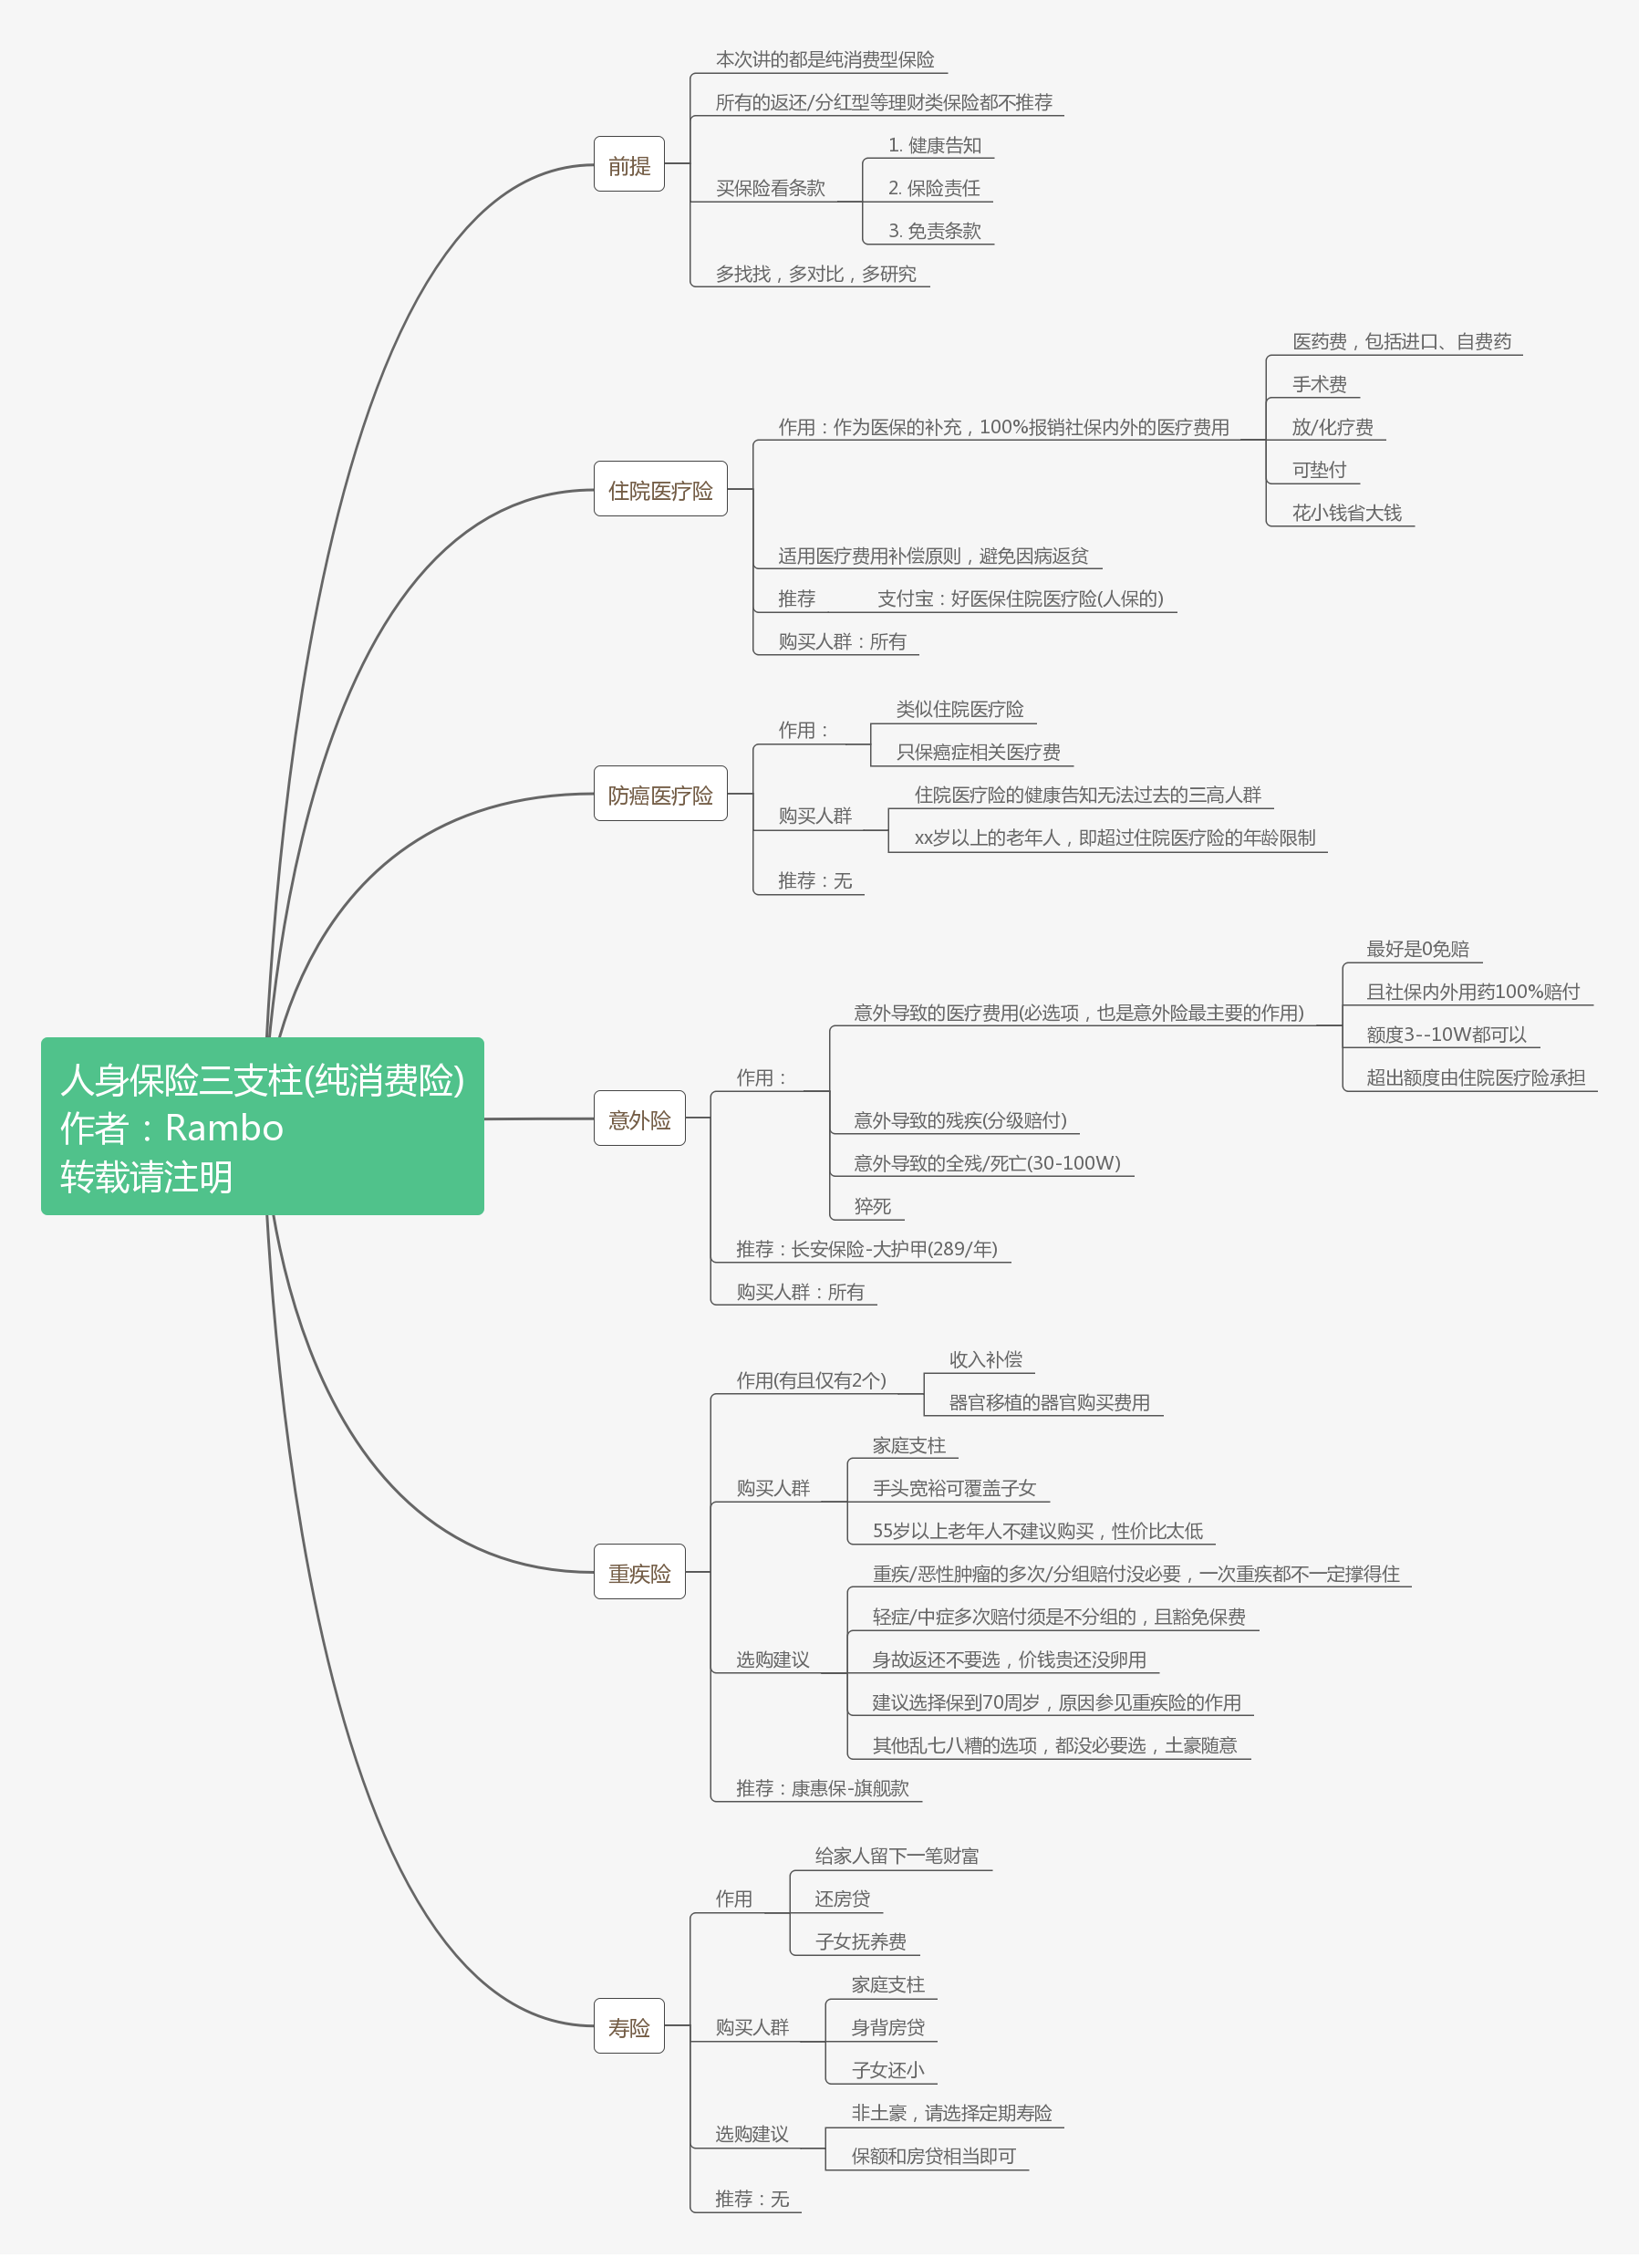 人身保险三支柱(纯消费险)
作者：Rambo
转载请注明
前提
本次讲的都是纯消费型保险
所有的返还/分红型等理财类保险都不推荐
买保险看条款
1. 健康告知
2. 保险责任
3. 免责条款
多找找，多对比，多研究
住院医疗险
作用：作为医保的补充，100%报销社保内外的医疗费用
医药费，包括进口、自费药
手术费
放/化疗费
可垫付
花小钱省大钱
适用医疗费用补偿原则，避免因病返贫
推荐
支付宝：好医保住院医疗险(人保的)
购买人群：所有
防癌医疗险
作用：
类似住院医疗险
只保癌症相关医疗费
购买人群
住院医疗险的健康告知无法过去的三高人群
xx岁以上的老年人，即超过住院医疗险的年龄限制
推荐：无
意外险
作用：
意外导致的医疗费用(必选项，也是意外险最主要的作用)
最好是0免赔
且社保内外用药100%赔付
额度3--10W都可以
超出额度由住院医疗险承担
意外导致的残疾(分级赔付)
意外导致的全残/死亡(30-100W)
猝死
推荐：长安保险-大护甲(289/年)
购买人群：所有
重疾险
作用(有且仅有2个)
收入补偿
器官移植的器官购买费用
购买人群
家庭支柱
手头宽裕可覆盖子女
55岁以上老年人不建议购买，性价比太低
选购建议
重疾/恶性肿瘤的多次/分组赔付没必要，一次重疾都不一定撑得住
轻症/中症多次赔付须是不分组的，且豁免保费
身故返还不要选，价钱贵还没卵用
建议选择保到70周岁，原因参见重疾险的作用
其他乱七八糟的选项，都没必要选，土豪随意
推荐：康惠保-旗舰款
寿险
作用
给家人留下一笔财富
还房贷
子女抚养费
购买人群
家庭支柱
身背房贷
子女还小
选购建议
非土豪，请选择定期寿险
保额和房贷相当即可
推荐：无